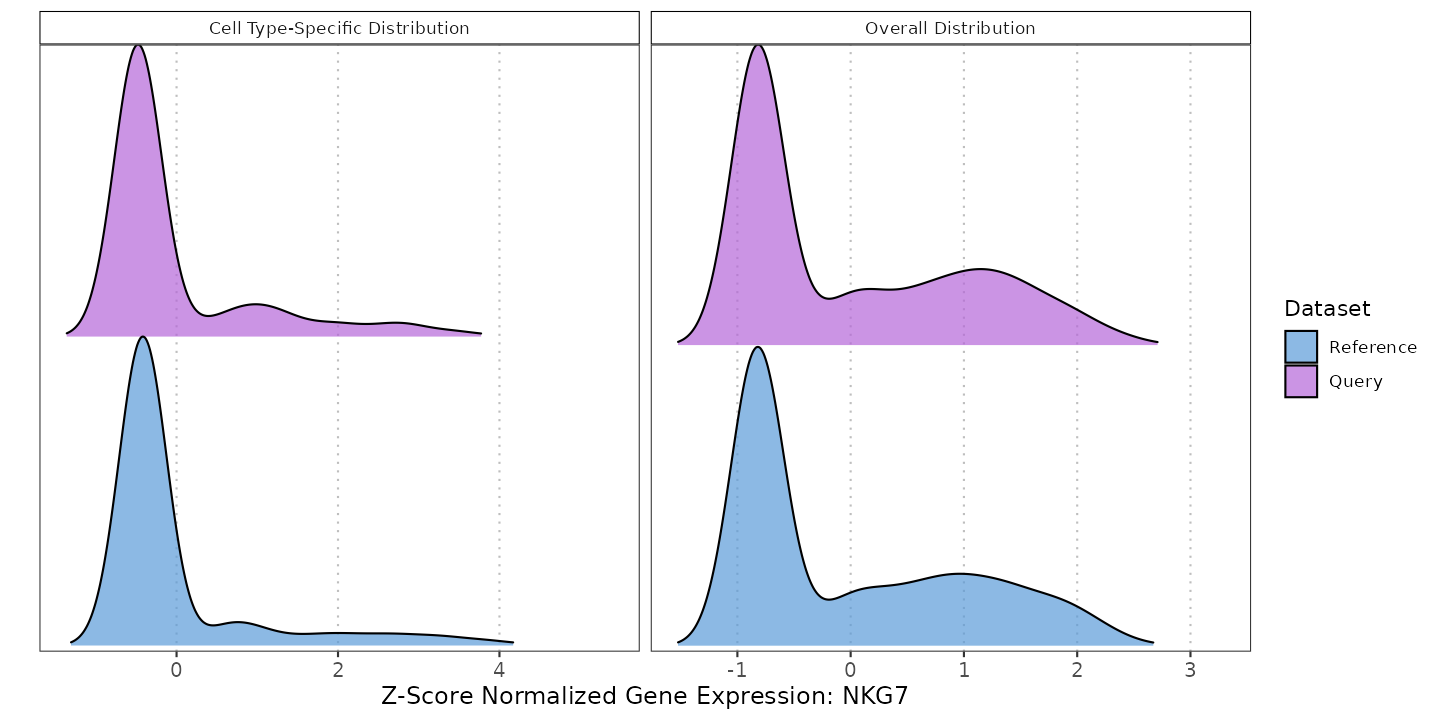 Cell Type-Specific Distribution
Overall Distribution
0 2 4
-1 0 1 2 3
Z-Score Normalized Gene Expression: NKG7
Dataset
Reference
Query